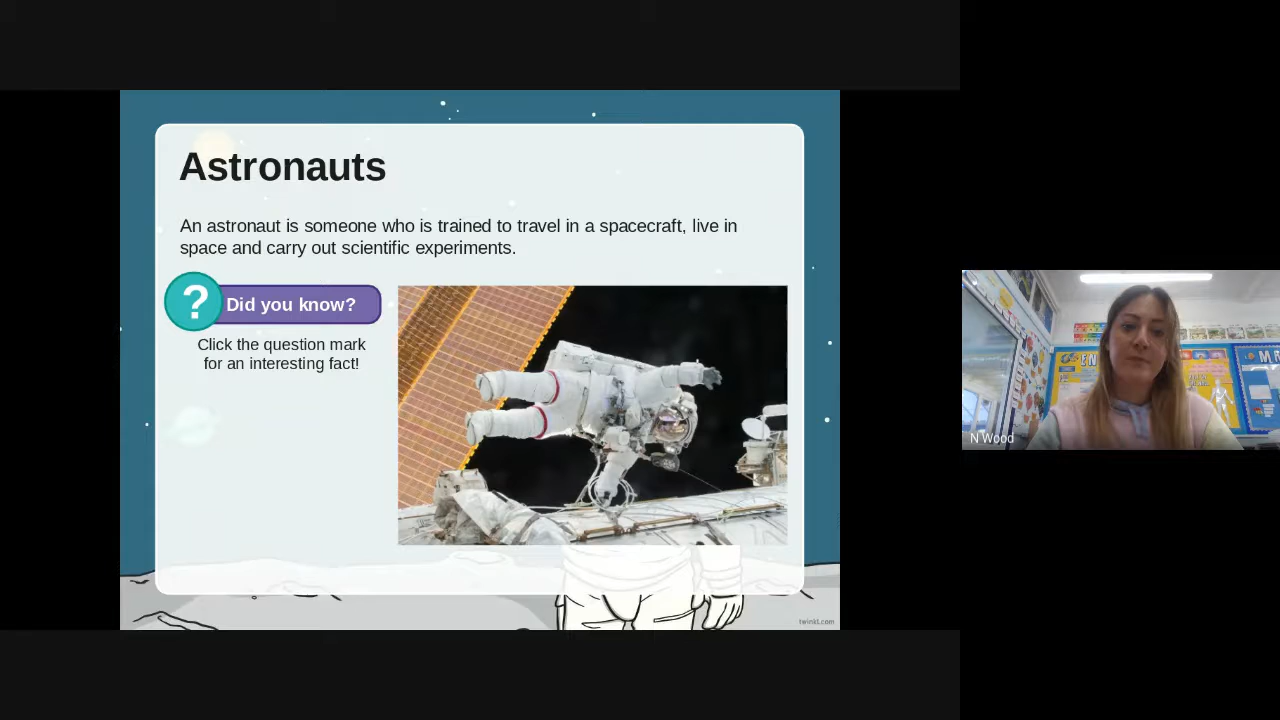 Astronauts
An astronaut is someone who is trained to travel in a spacecraft, live in
space and carry out scientific experiments.
? Did you know?
Click the question mark
for an interesting fact!
twinkl.com
N Wood
EN